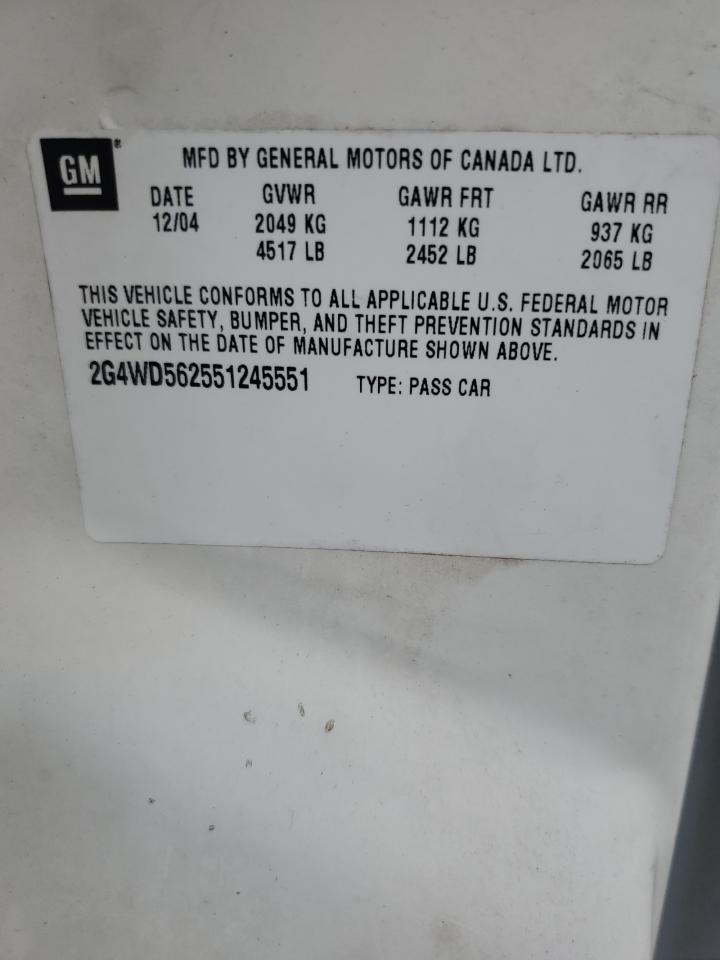 GM ® MFD BY GENERAL MOTORS OF CANADA LTD.
DATE GVWR GAWR FRT GAWR RR
12/04 2049 KG 1112 KG 937 KG
4517 LB 2452 LB 2065 LB
THIS VEHICLE CONFORMS TO ALL APPLICABLE U.S. FEDERAL MOTOR
VEHICLE SAFETY, BUMPER, AND THEFT PREVENTION STANDARDS IN
EFFECT ON THE DATE OF MANUFACTURE SHOWN ABOVE.
2G4WD562551245551 TYPE: PASS CAR